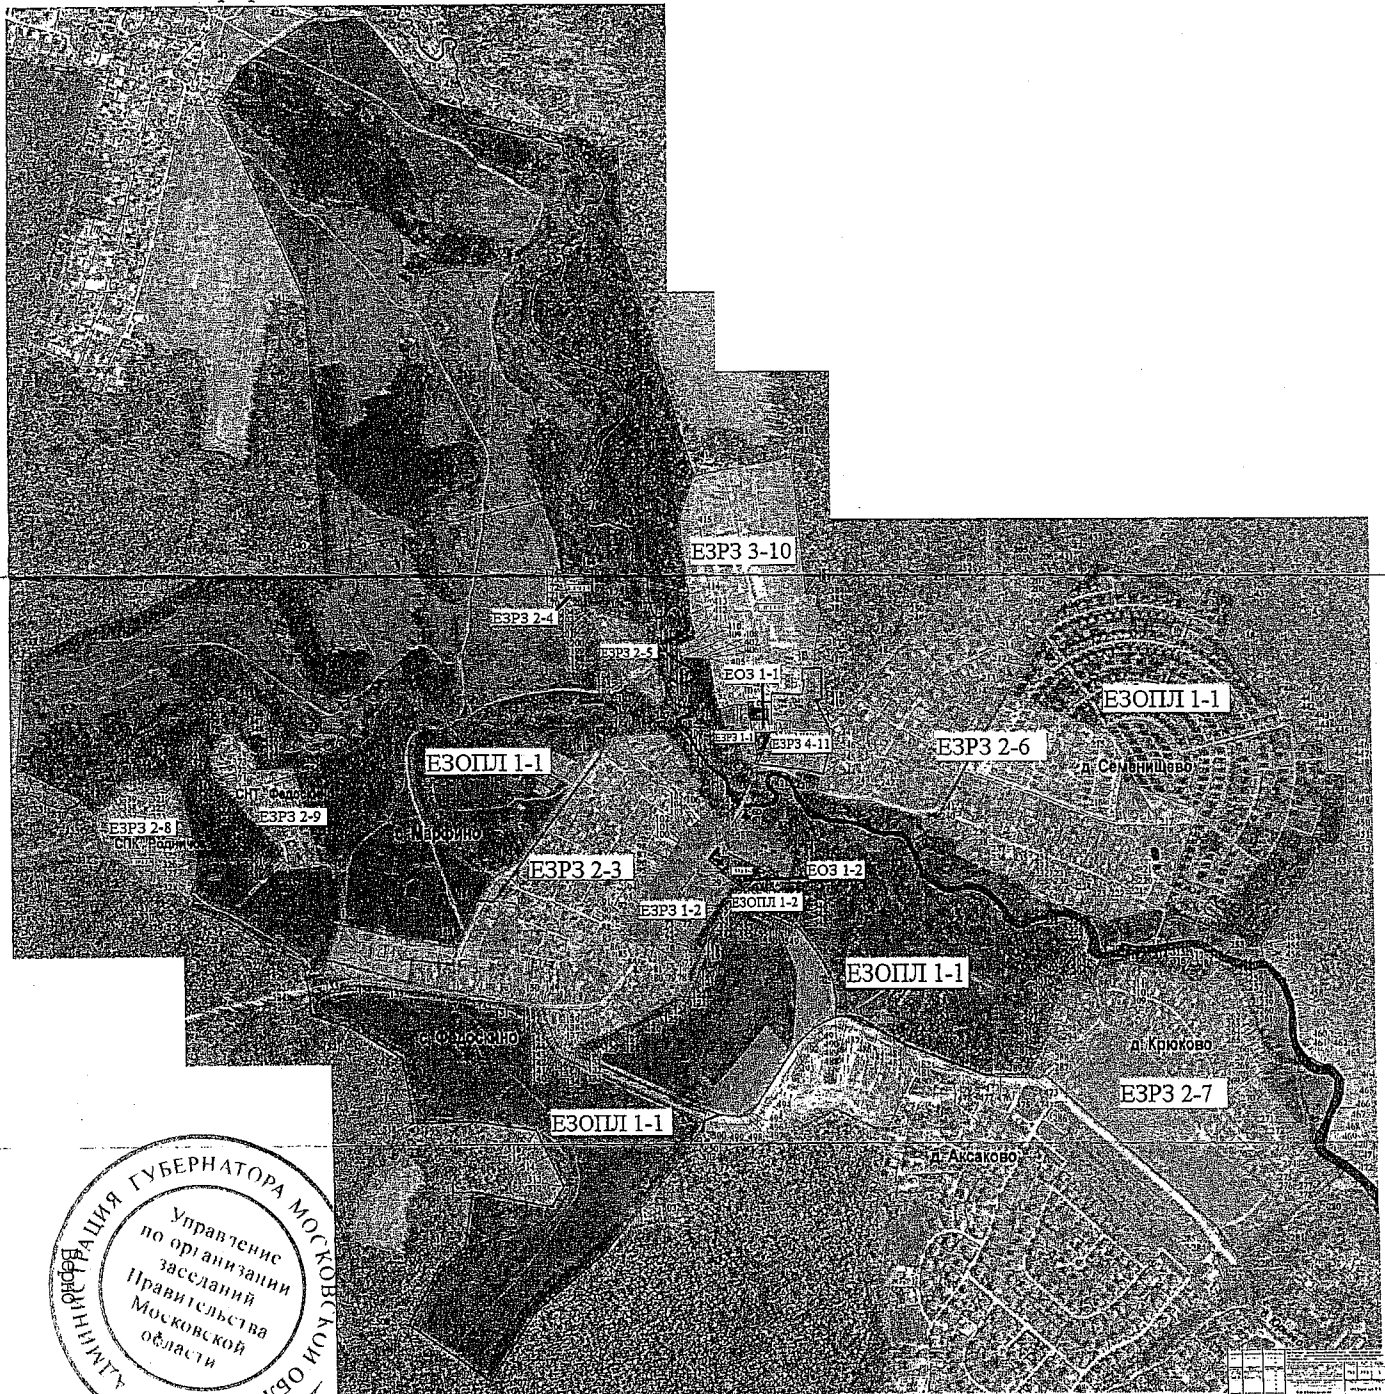 ЕЗРЗ 3-10
ЕЗРЗ 2-4
ЕЗРЗ 2-5
ЕОЗ 1-1
ЕЗОПЛ 1-1
ЕЗРЗ 1-1
ЕЗРЗ 4-11
ЕЗРЗ 2-6
ЕЗОПЛ 1-1
д. Семенищево
ЕЗРЗ 2-9
ЕЗРЗ 2-8
с. Марфино
ЕЗРЗ 2-3
ЕОЗ 1-2
ЕЗОПЛ 1-2
ЕЗРЗ 1-2
ЕЗОПЛ 1-1
с. Федоскино
д. Крюково
ЕЗРЗ 2-7
ЕЗОПЛ 1-1
д. Аксаково
АДМИНИСТРАЦИЯ ГУБЕРНАТОРА МОСКОВСКОЙ
Управление
по организации
заседаний
Правительства
Московской
области
Верно